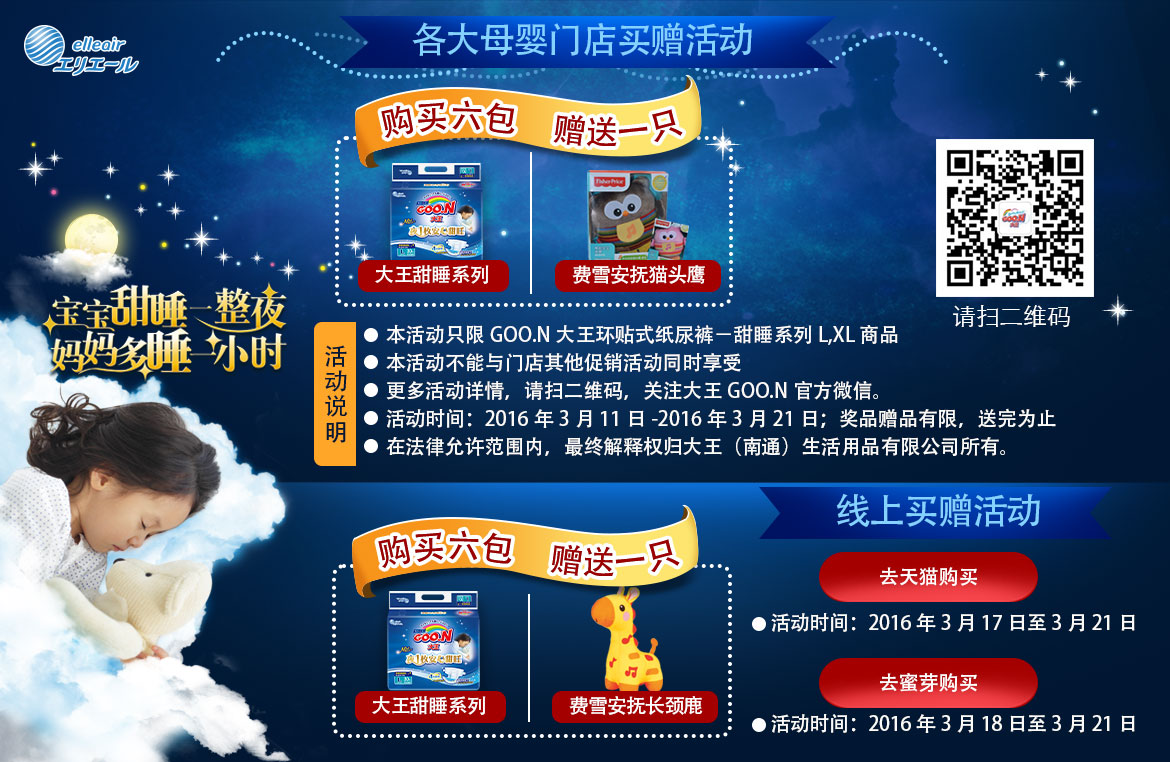 elleair
エリエール
各大母婴门店买赠活动
购买六包 赠送一只
Fisher-Price
GOO.N
大王
大王甜睡系列
费雪安抚猫头鹰
GOO.N
请扫二维码
宝宝甜睡一整夜
妈妈多睡一小时
活动说明
● 本活动只限 GOO.N 大王环贴式纸尿裤－甜睡系列 L,XL 商品
● 本活动不能与门店其他促销活动同时享受
● 更多活动详情，请扫二维码，关注大王 GOO.N 官方微信。
● 活动时间：2016 年 3 月 11 日 -2016 年 3 月 21 日；奖品赠品有限，送完为止
● 在法律允许范围内，最终解释权归大王（南通）生活用品有限公司所有。
线上买赠活动
购买六包 赠送一只
GOO.N
大王
大王甜睡系列
费雪安抚长颈鹿
去天猫购买
● 活动时间：2016 年 3 月 17 日至 3 月 21 日
去蜜芽购买
● 活动时间：2016 年 3 月 18 日至 3 月 21 日